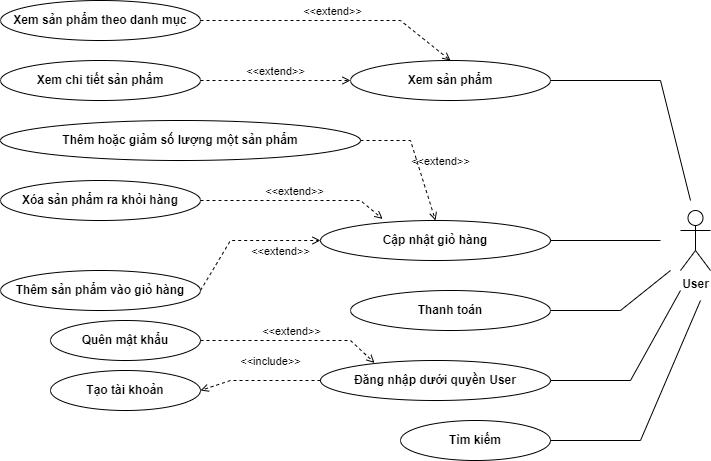 Xem sản phẩm theo danh mục
<<extend>>
Xem chi tiết sản phẩm
<<extend>>
Xem sản phẩm
Thêm hoặc giảm số lượng một sản phẩm
<<extend>>
Xóa sản phẩm ra khỏi hàng
<<extend>>
Cập nhật giỏ hàng
<<extend>>
Thêm sản phẩm vào giỏ hàng
User
Thanh toán
Quên mật khẩu
<<extend>>
<<include>>
Tạo tài khoản
Đăng nhập dưới quyền User
Tìm kiếm